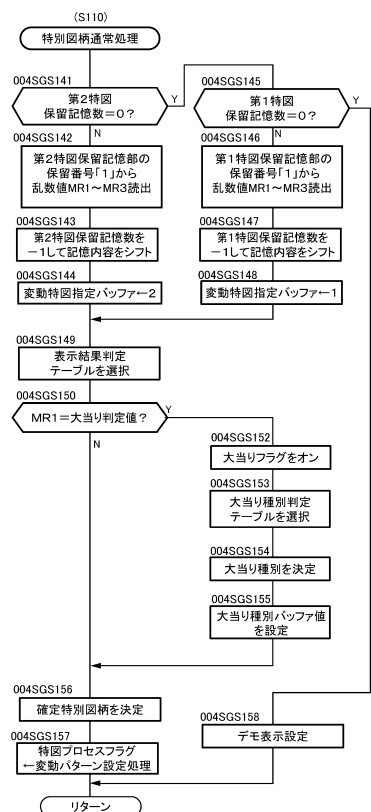 (S110)
特別図柄通常処理
004SGS141
第2特図
保留記憶数＝0？
Y
N
004SGS145
第1特図
保留記憶数＝0？
Y
N
004SGS142
第2特図保留記憶部の
保留番号「1」から
乱数値MR1～MR3読出
004SGS146
第1特図保留記憶部の
保留番号「1」から
乱数値MR1～MR3読出
004SGS143
第2特図保留記憶数を
－1して記憶内容をシフト
004SGS147
第1特図保留記憶数を
－1して記憶内容をシフト
004SGS144
変動特図指定バッファ←2
004SGS148
変動特図指定バッファ←1
004SGS149
表示結果判定
テーブルを選択
004SGS150
MR1＝大当り判定値？
Y
N
004SGS152
大当りフラグをオン
004SGS153
大当り種別判定
テーブルを選択
004SGS154
大当り種別を決定
004SGS155
大当り種別バッファ値
を設定
004SGS156
確定特別図柄を決定
004SGS157
特図プロセスフラグ
←変動パターン設定処理
004SGS158
デモ表示設定
リターン